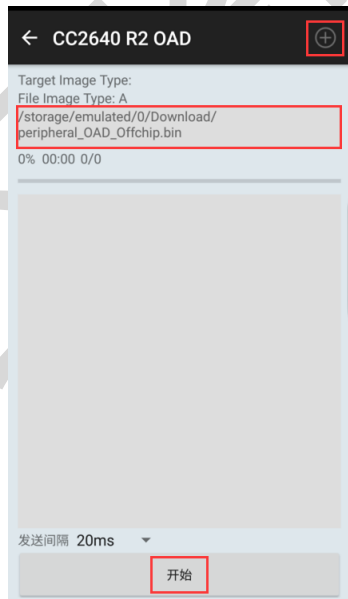 CC2640 R2 OAD
Target Image Type:
File Image Type: A
/storage/emulated/0/Download/
peripheral_OAD_Offchip.bin
0% 00:00 0/0
发送间隔 20ms
开始